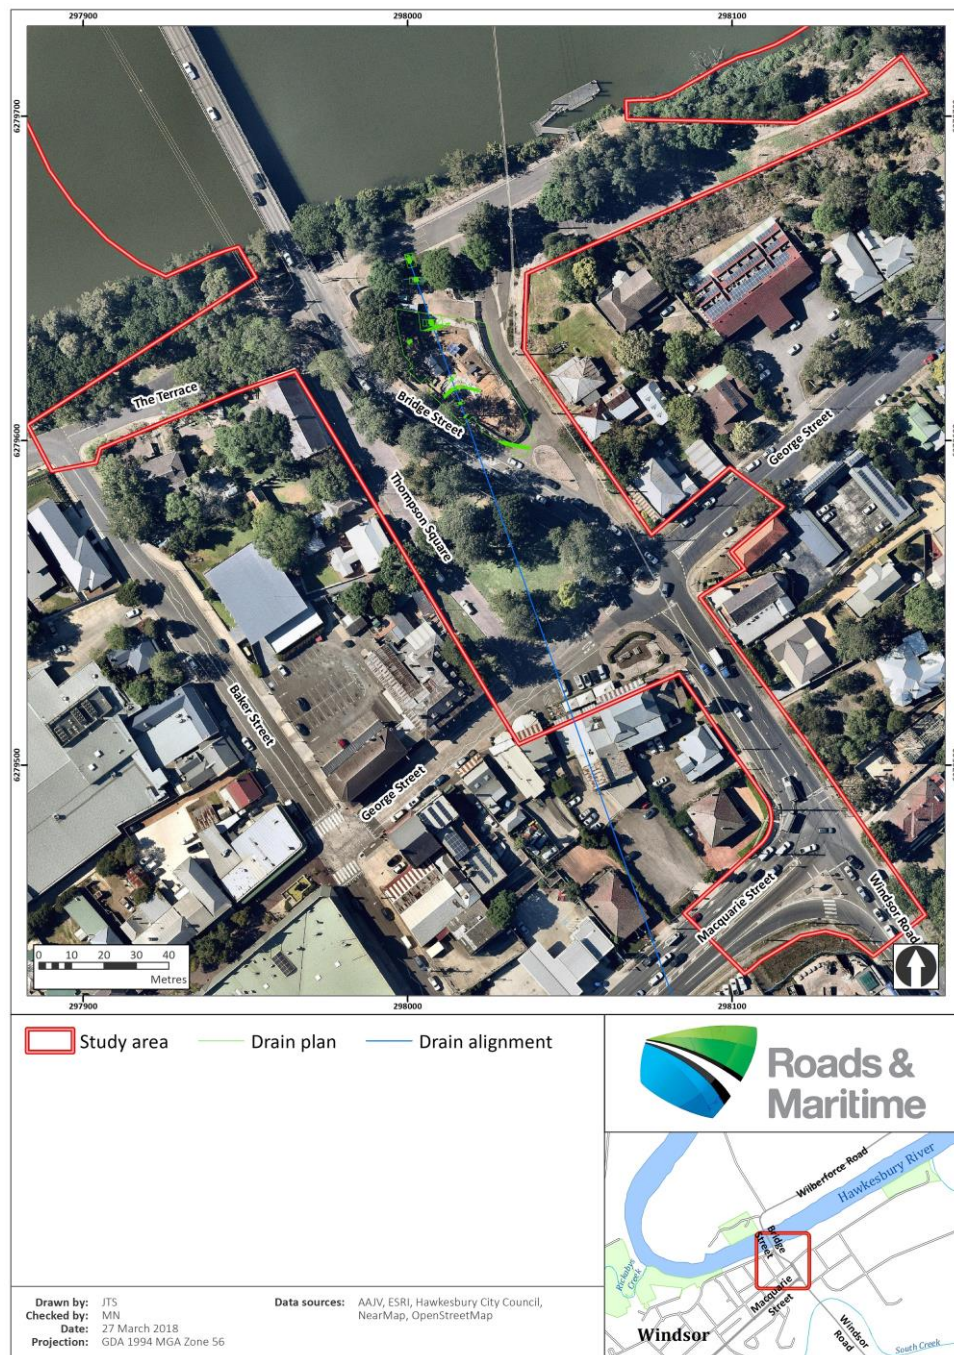 297900
298000
298100
6279700
6279600
6279500
The Terrace
Bridge
Street
Thompson
Square
George Street
Baker Street
George Street
Macquarie Street
Windsor Road
0 10 20 30 40
Metres
297900
298000
298100
Study area
Drain plan
Drain alignment
Roads &
Maritime
Wilberforce Road
Hawkesbury River
Bridge
Street
Rickabys
Creek
Macquarie
Street
Windsor
Windsor
Road
South Creek
Drawn by: JTS
Checked by: MN
Date: 27 March 2018
Projection: GDA 1994 MGA Zone 56
Data sources: AAJV, ESRI, Hawkesbury City Council,
NearMap, OpenStreetMap